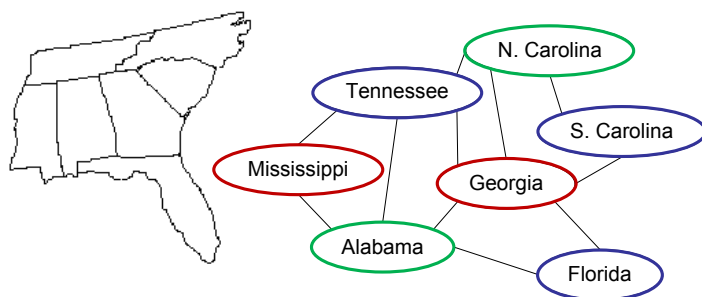 N. Carolina
Tennessee
S. Carolina
Mississippi
Georgia
Alabama
Florida